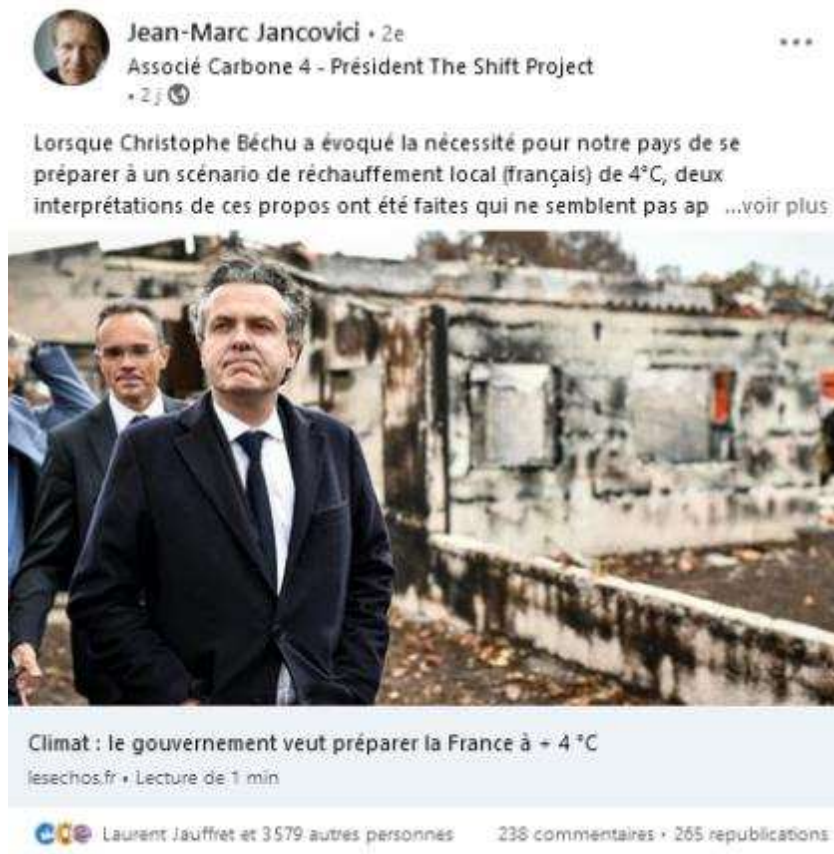 Jean-Marc Jancovici • 2e
Associé Carbone 4 - Président The Shift Project
• 2 j
Lorsque Christophe Béchu a évoqué la nécessité pour notre pays de se
préparer à un scénario de réchauffement local (français) de 4°C, deux
interprétations de ces propos ont été faites qui ne semblent pas ap ...voir plus
Climat : le gouvernement veut préparer la France à + 4 °C
lesechos.fr • Lecture de 1 min
Laurent Jauffret et 3 579 autres personnes 238 commentaires • 265 republications